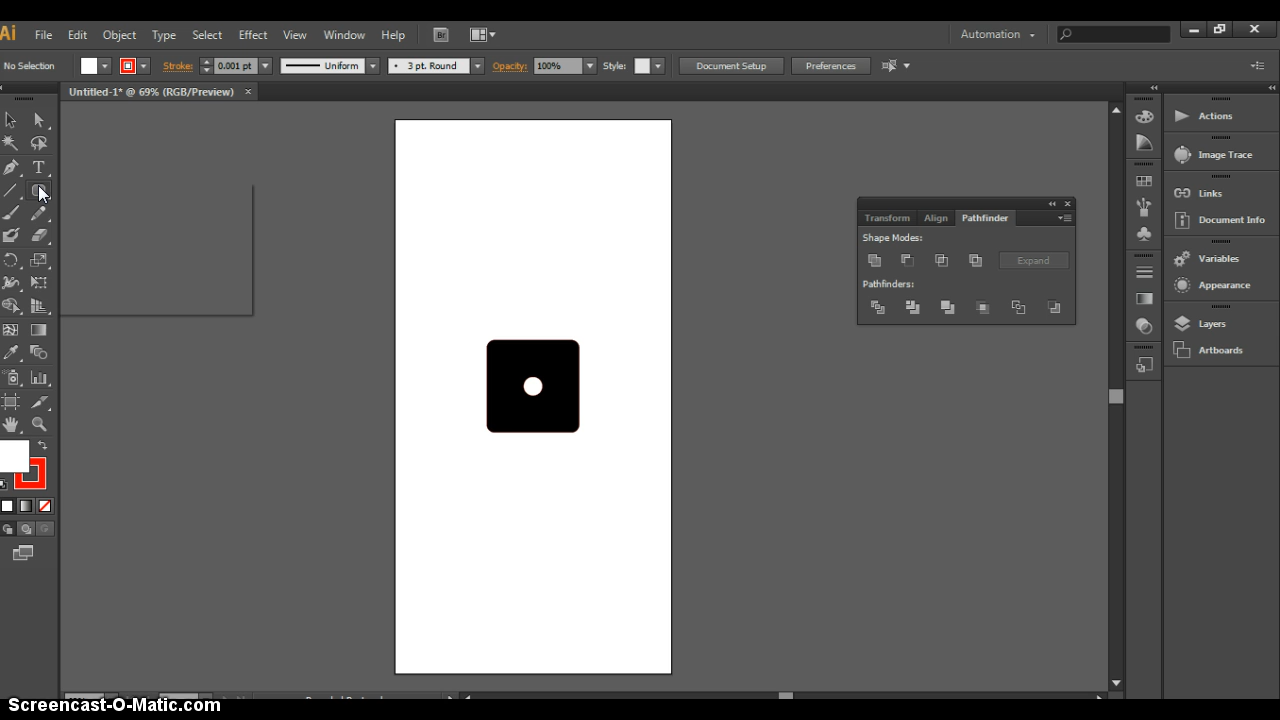 Ai File Edit Object Type Select Effect View Window Help Br Automation
No Selection Stroke: 0.001 pt Uniform 3 pt. Round Opacity: 100% Style: Document Setup Preferences
Untitled-1* @ 69% (RGB/Preview) ×
Actions
Image Trace
Links
Document Info
Variables
Appearance
Layers
Artboards
Transform Align Pathfinder
Shape Modes:
Expand
Pathfinders:
Screencast-O-Matic.com